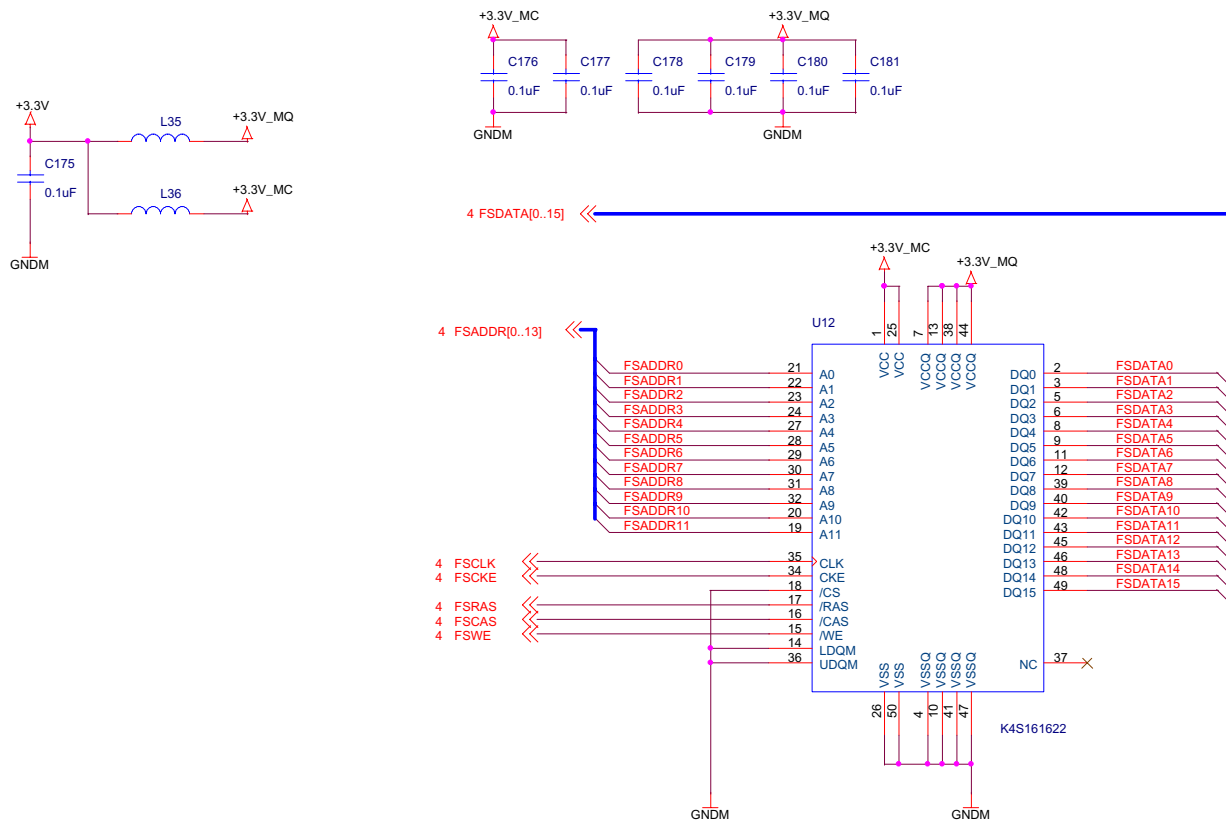 +3.3V_MC
+3.3V_MQ
C176
0.1uF
C177
0.1uF
C178
0.1uF
C179
0.1uF
C180
0.1uF
C181
0.1uF
GNDM
GNDM
+3.3V
L35
+3.3V_MQ
C175
0.1uF
L36
+3.3V_MC
GNDM
4 FSDATA[0..15]
+3.3V_MC
+3.3V_MQ
4 FSADDR[0..13]
U12
1
25
7
13
38
44
VCC
VCC
VCCQ
VCCQ
VCCQ
VCCQ
FSADDR0 21 A0 DQ0 2 FSDATA0
FSADDR1 22 A1 DQ1 3 FSDATA1
FSADDR2 23 A2 DQ2 5 FSDATA2
FSADDR3 24 A3 DQ3 6 FSDATA3
FSADDR4 27 A4 DQ4 8 FSDATA4
FSADDR5 28 A5 DQ5 9 FSDATA5
FSADDR6 29 A6 DQ6 11 FSDATA6
FSADDR7 30 A7 DQ7 12 FSDATA7
FSADDR8 31 A8 DQ8 39 FSDATA8
FSADDR9 32 A9 DQ9 40 FSDATA9
FSADDR10 20 A10 DQ10 42 FSDATA10
FSADDR11 19 A11 DQ11 43 FSDATA11
DQ12 45 FSDATA12
4 FSCLK 35 CLK DQ13 46 FSDATA13
4 FSCKE 34 CKE DQ14 48 FSDATA14
18 /CS DQ15 49 FSDATA15
4 FSRAS 17 /RAS
4 FSCAS 16 /CAS
4 FSWE 15 /WE
14 LDQM
36 UDQM NC 37
VSS
VSS
VSSQ
VSSQ
VSSQ
VSSQ
26
50
4
10
41
47
K4S161622
GNDM
GNDM